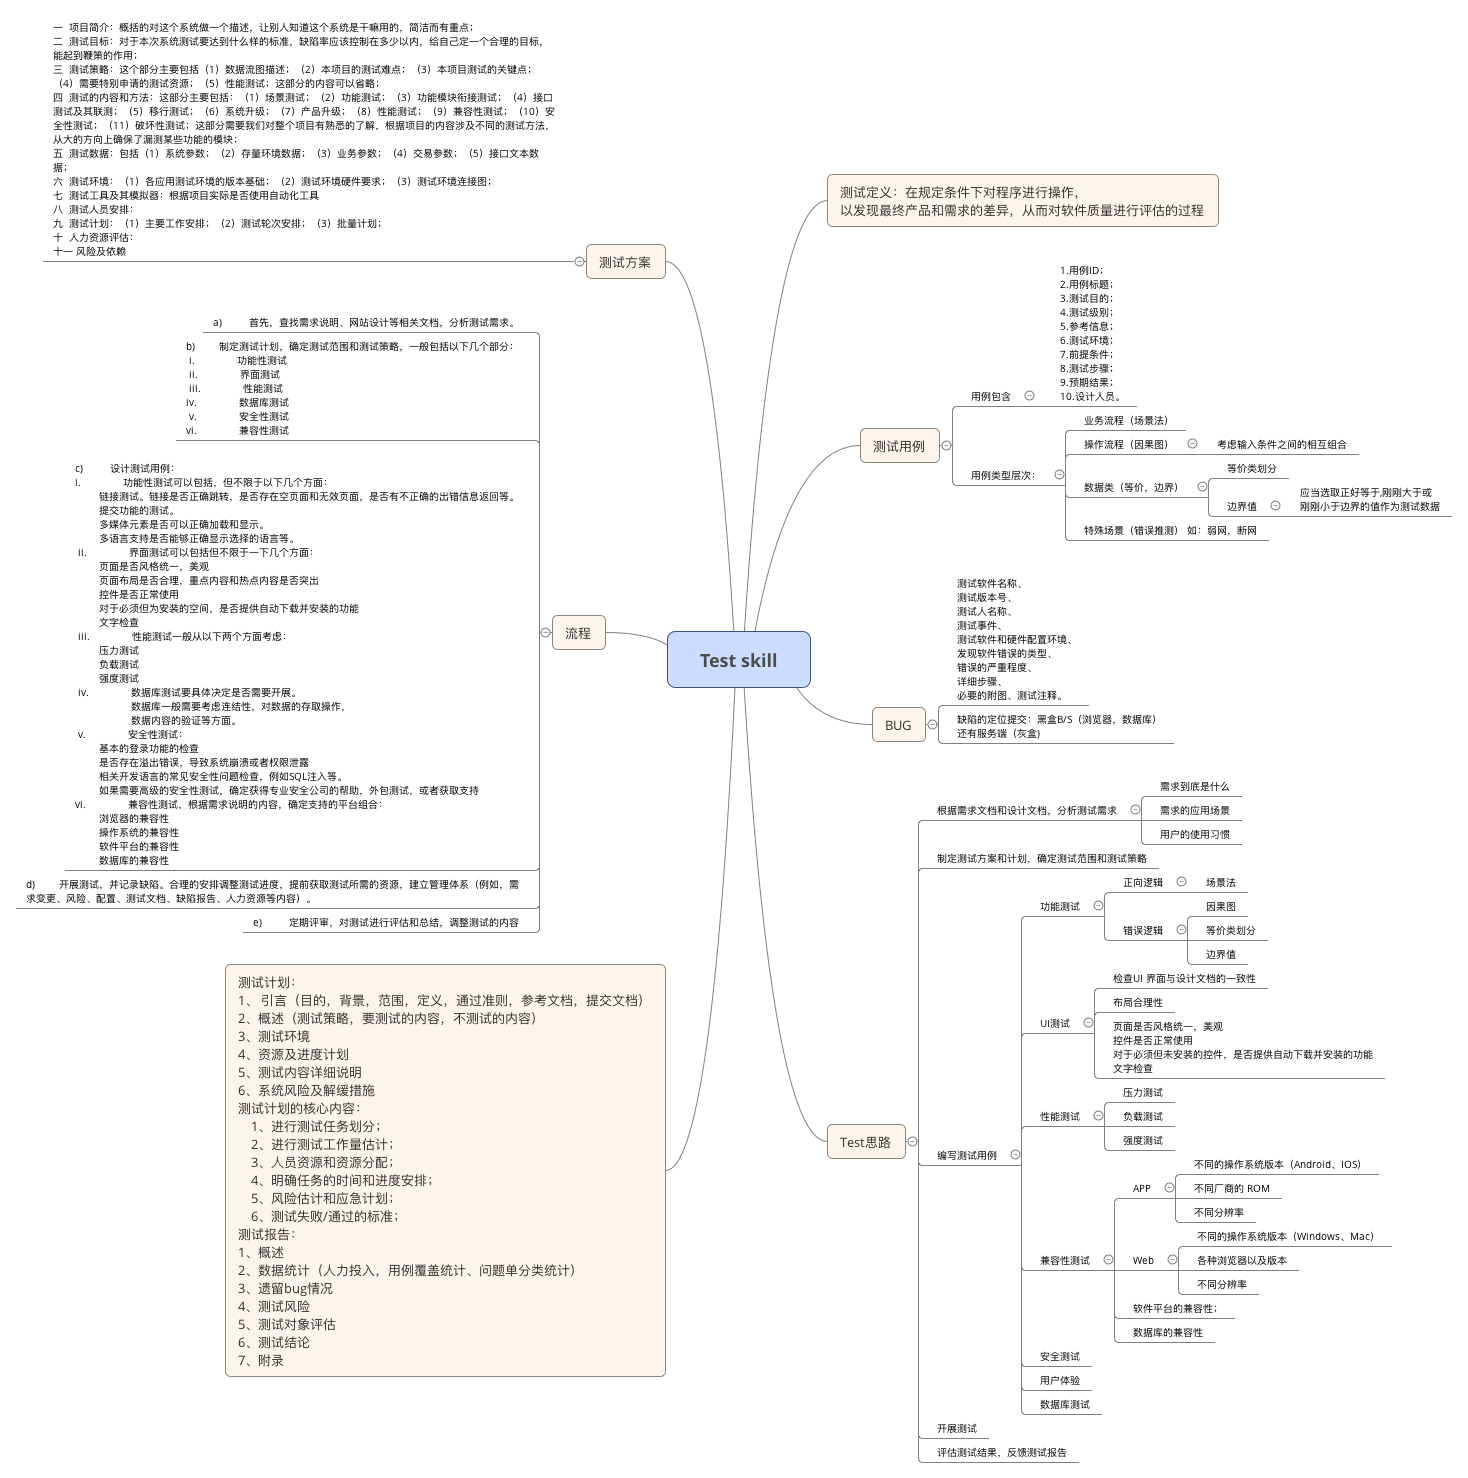 一  项目简介：概括的对这个系统做一个描述，让别人知道这个系统是干嘛用的，简洁而有重点；
二  测试目标：对于本次系统测试要达到什么样的标准，缺陷率应该控制在多少以内，给自己定一个合理的目标，
能起到鞭策的作用；
三  测试策略：这个部分主要包括（1）数据流图描述；（2）本项目的测试难点；（3）本项目测试的关键点；
（4）需要特别申请的测试资源；（5）性能测试；这部分的内容可以省略；
四  测试的内容和方法：这部分主要包括：（1）场景测试；（2）功能测试；（3）功能模块衔接测试；（4）接口
测试及其联测；（5）移行测试；（6）系统升级；（7）产品升级；（8）性能测试；（9）兼容性测试；（10）安
全性测试；（11）破坏性测试；这部分需要我们对整个项目有熟悉的了解，根据项目的内容涉及不同的测试方法，
从大的方向上确保了漏测某些功能的模块；
五  测试数据：包括（1）系统参数；（2）存量环境数据；（3）业务参数；（4）交易参数；（5）接口文本数
据；
六  测试环境：（1）各应用测试环境的版本基础；（2）测试环境硬件要求；（3）测试环境连接图；
七  测试工具及其模拟器：根据项目实际是否使用自动化工具
八  测试人员安排：
九  测试计划：（1）主要工作安排；（2）测试轮次安排；（3）批量计划；
十  人力资源评估：
十一 风险及依赖
测试方案
a) 首先，查找需求说明、网站设计等相关文档，分析测试需求。
b) 制定测试计划，确定测试范围和测试策略，一般包括以下几个部分：
i. 功能性测试
ii. 界面测试
iii. 性能测试
iv. 数据库测试
v. 安全性测试
vi. 兼容性测试
c) 设计测试用例：
i. 功能性测试可以包括，但不限于以下几个方面：
链接测试。链接是否正确跳转，是否存在空页面和无效页面，是否有不正确的出错信息返回等。
提交功能的测试。
多媒体元素是否可以正确加载和显示。
多语言支持是否能够正确显示选择的语言等。
ii. 界面测试可以包括但不限于一下几个方面：
页面是否风格统一，美观
页面布局是否合理，重点内容和热点内容是否突出
控件是否正常使用
对于必须但为安装的空间，是否提供自动下载并安装的功能
文字检查
iii. 性能测试一般从以下两个方面考虑：
压力测试
负载测试
强度测试
iv. 数据库测试要具体决定是否需要开展。
数据库一般需要考虑连结性，对数据的存取操作，
数据内容的验证等方面。
v. 安全性测试：
基本的登录功能的检查
是否存在溢出错误，导致系统崩溃或者权限泄露
相关开发语言的常见安全性问题检查，例如SQL注入等。
如果需要高级的安全性测试，确定获得专业安全公司的帮助，外包测试，或者获取支持
vi. 兼容性测试，根据需求说明的内容，确定支持的平台组合：
浏览器的兼容性
操作系统的兼容性
软件平台的兼容性
数据库的兼容性
d) 开展测试，并记录缺陷。合理的安排调整测试进度，提前获取测试所需的资源，建立管理体系（例如，需
求变更、风险、配置、测试文档、缺陷报告、人力资源等内容）。
e) 定期评审，对测试进行评估和总结，调整测试的内容
流程
测试计划：
1、 引言（目的，背景，范围，定义，通过准则，参考文档，提交文档）
2、概述（测试策略，要测试的内容，不测试的内容）
3、测试环境
4、资源及进度计划
5、测试内容详细说明
6、系统风险及解缓措施
测试计划的核心内容：
1、进行测试任务划分；
2、进行测试工作量估计；
3、人员资源和资源分配；
4、明确任务的时间和进度安排；
5、风险估计和应急计划；
6、测试失败/通过的标准；
测试报告：
1、概述
2、数据统计（人力投入，用例覆盖统计、问题单分类统计）
3、遗留bug情况
4、测试风险
5、测试对象评估
6、测试结论
7、附录
Test skill
测试定义：在规定条件下对程序进行操作，
以发现最终产品和需求的差异，从而对软件质量进行评估的过程
测试用例
用例包含
1.用例ID；
2.用例标题；
3.测试目的；
4.测试级别；
5.参考信息；
6.测试环境；
7.前提条件；
8.测试步骤；
9.预期结果；
10.设计人员。
用例类型层次：
业务流程（场景法）
操作流程（因果图）
考虑输入条件之间的相互组合
数据类（等价，边界）
等价类划分
边界值
应当选取正好等于,刚刚大于或
刚刚小于边界的值作为测试数据
特殊场景（错误推测） 如：弱网，断网
BUG
测试软件名称、
测试版本号、
测试人名称、
测试事件、
测试软件和硬件配置环境、
发现软件错误的类型、
错误的严重程度、
详细步骤、
必要的附图、测试注释。
缺陷的定位提交：黑盒B/S（浏览器，数据库）
还有服务端（灰盒)
Test思路
根据需求文档和设计文档，分析测试需求
需求到底是什么
需求的应用场景
用户的使用习惯
制定测试方案和计划，确定测试范围和测试策略
编写测试用例
功能测试
正向逻辑
场景法
错误逻辑
因果图
等价类划分
边界值
UI测试
检查UI 界面与设计文档的一致性
布局合理性
页面是否风格统一，美观
控件是否正常使用
对于必须但未安装的控件，是否提供自动下载并安装的功能
文字检查
性能测试
压力测试
负载测试
强度测试
兼容性测试
APP
不同的操作系统版本（Android、IOS）
不同厂商的 ROM
不同分辨率
Web
不同的操作系统版本（Windows、Mac）
各种浏览器以及版本
不同分辨率
软件平台的兼容性；
数据库的兼容性
安全测试
用户体验
数据库测试
开展测试
评估测试结果，反馈测试报告